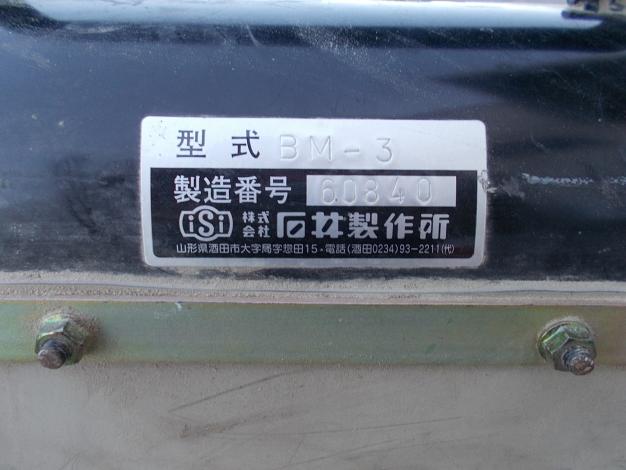 型式 BM-3
製造番号 60840
iSi 株式会社 石井製作所
山形県酒田市大字局字惣田15・電話(酒田0234)93-2211(代)